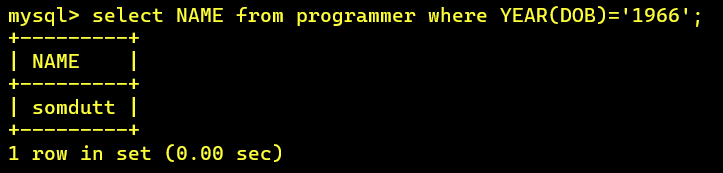 mysql> select NAME from programmer where YEAR(DOB)='1966';
+---------+
| NAME    |
+---------+
| somdutt |
+---------+
1 row in set (0.00 sec)